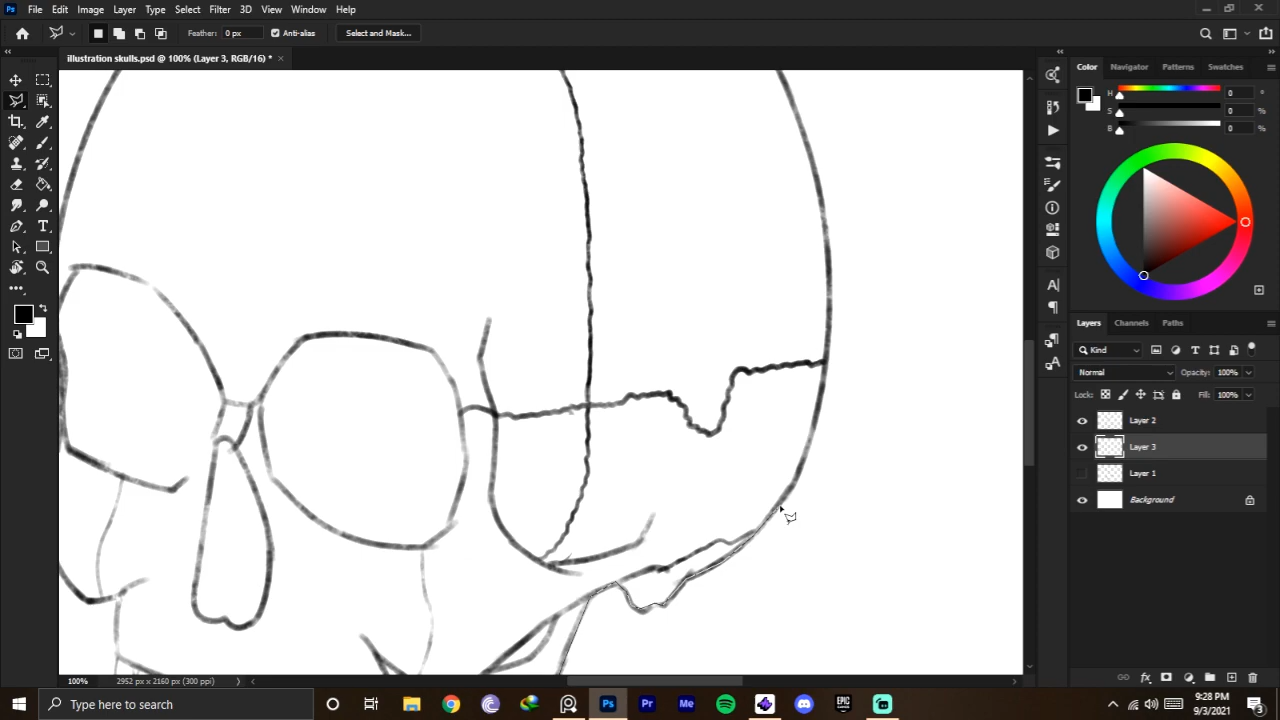 File Edit Image Layer Type Select Filter 3D View Window Help
Feather: 0 px Anti-alias Select and Mask...
illustration skulls.psd @ 100% (Layer 3, RGB/16) *
Color Navigator Patterns Swatches
H 0 °
S 0 %
B 0 %
Layers Channels Paths
Kind
Normal Opacity: 100%
Lock: Fill: 100%
Layer 2
Layer 3
Layer 1
Background
100% 2952 px x 2160 px (300 ppi)
Type here to search
9:28 PM
9/3/2021